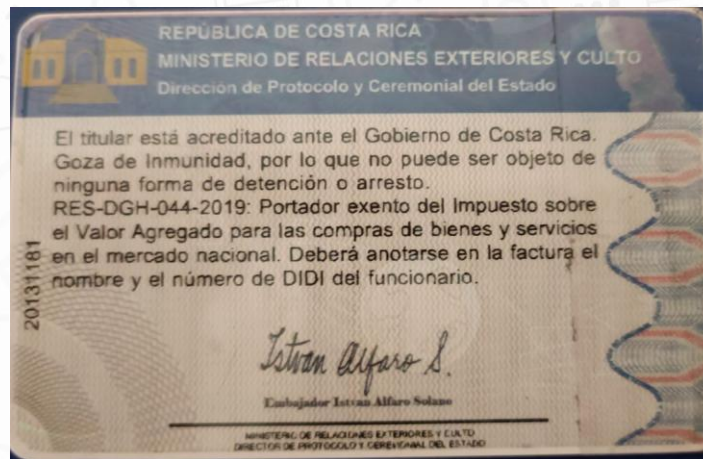 REPÚBLICA DE COSTA RICA
MINISTERIO DE RELACIONES EXTERIORES Y CULTO
Dirección de Protocolo y Ceremonial del Estado
El titular está acreditado ante el Gobierno de Costa Rica.
Goza de Inmunidad, por lo que no puede ser objeto de
ninguna forma de detención o arresto.
RES-DGH-044-2019: Portador exento del Impuesto sobre
el Valor Agregado para las compras de bienes y servicios
en el mercado nacional. Deberá anotarse en la factura el
nombre y el número de DIDI del funcionario.
20131181
Istvan Alfaro S.
Embajador Istvan Alfaro Solano
MINISTERIO DE RELACIONES EXTERIORES Y CULTO
DIRECTOR DE PROTOCOLO Y CEREMONIAL DEL ESTADO